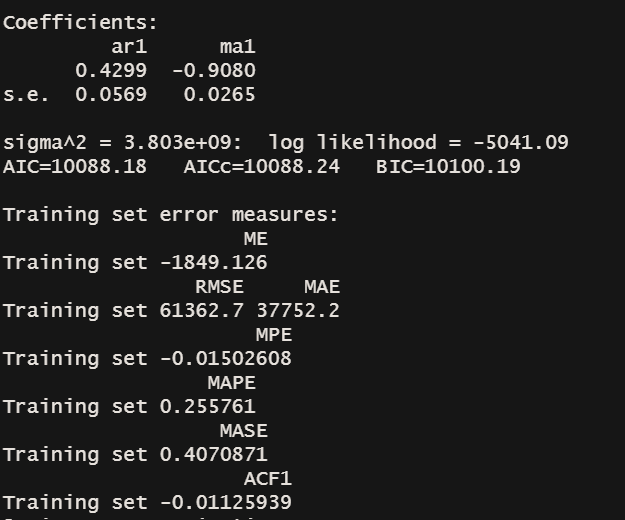 Coefficients:
         ar1      ma1
      0.4299  -0.9080
s.e.  0.0569   0.0265
sigma^2 = 3.803e+09:  log likelihood = -5041.09
AIC=10088.18   AICc=10088.24   BIC=10100.19
Training set error measures:
                    ME
Training set -1849.126
                RMSE     MAE
Training set 61362.7 37752.2
                     MPE
Training set -0.01502608
                 MAPE
Training set 0.255761
                  MASE
Training set 0.4070871
                    ACF1
Training set -0.01125939